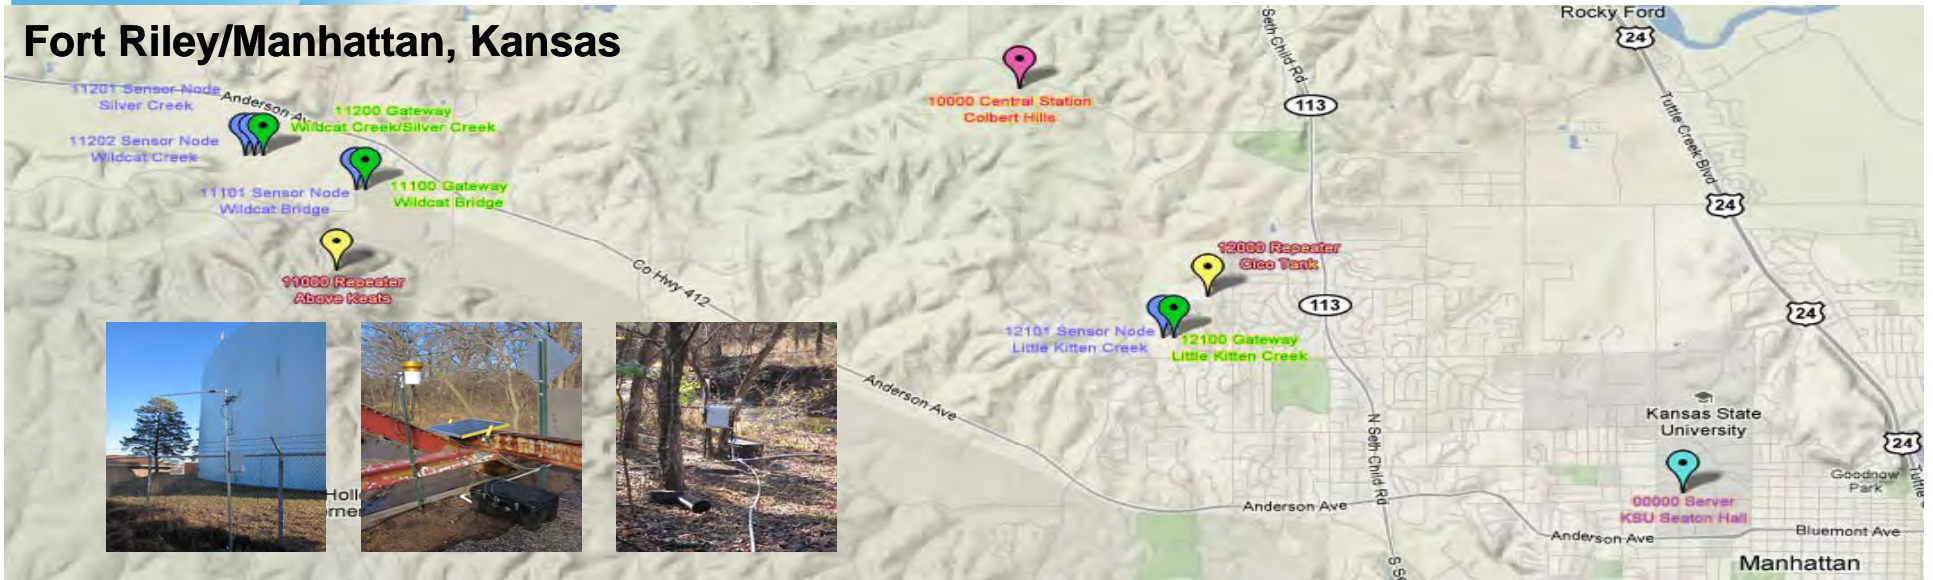 Fort Riley/Manhattan, Kansas
Rocky Ford
24
Seth Child Rd
113
Tuttle Creek Blvd
24
10000 Central Station
Colbert Hills
11201 Sensor Node
Silver Creek
Anderson Av
11200 Gateway
Wildcat Creek/Silver Creek
11202 Sensor Node
Wildcat Creek
11101 Sensor Node
Wildcat Bridge
11100 Gateway
Wildcat Bridge
11000 Repeater
Above Keats
Co Hwy 412
12000 Repeater
Cico Tank
113
24
12101 Sensor Node
Little Kitten Creek
12100 Gateway
Little Kitten Creek
Anderson Ave
N Seth Child Rd
Kansas State
University
24
Goodnow
Park
Tuttle
00000 Server
KSU Seaton Hall
Anderson Ave
Anderson Ave
Bluemont Ave
Manhattan
S Se